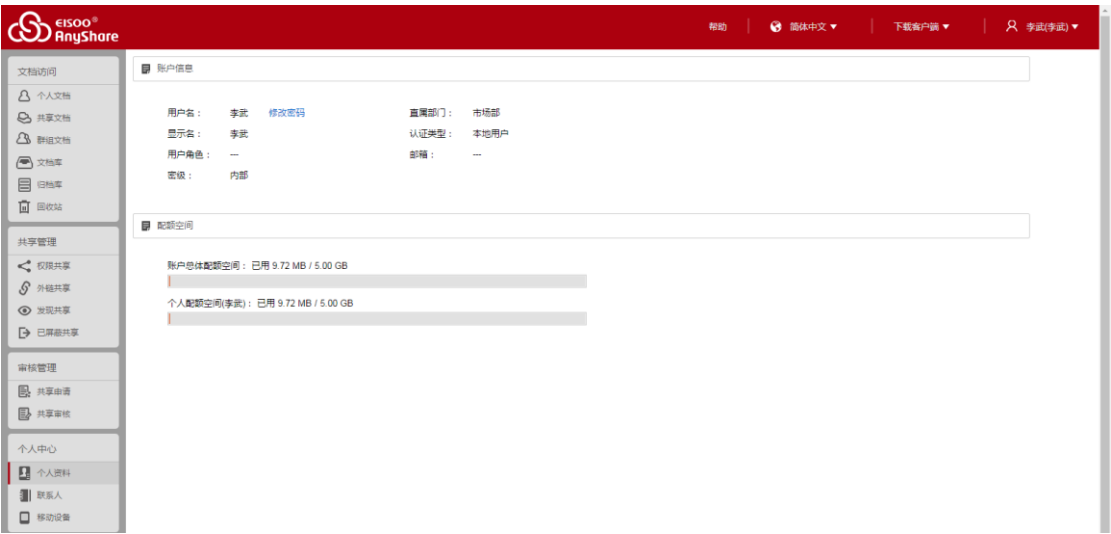 EISOO®
AnyShare
帮助
简体中文
下载客户端
李武(李武)
文档访问
个人文档
共享文档
群组文档
文档库
归档库
回收站
共享管理
权限共享
外链共享
发现共享
已屏蔽共享
审核管理
共享申请
共享审核
个人中心
个人资料
联系人
移动设备
账户信息
用户名： 李武 修改密码 直属部门： 市场部
显示名： 李武 认证类型： 本地用户
用户角色： --- 邮箱： ---
密级： 内部
配额空间
账户总体配额空间： 已用 9.72 MB / 5.00 GB
个人配额空间(李武)： 已用 9.72 MB / 5.00 GB